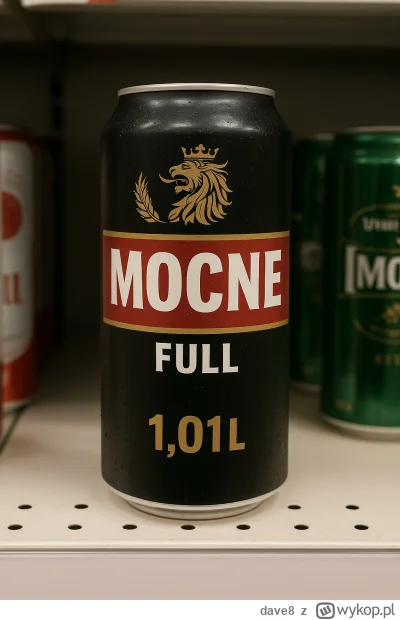 MOCNE
FULL
1,01L
dave8 z wykop.pl